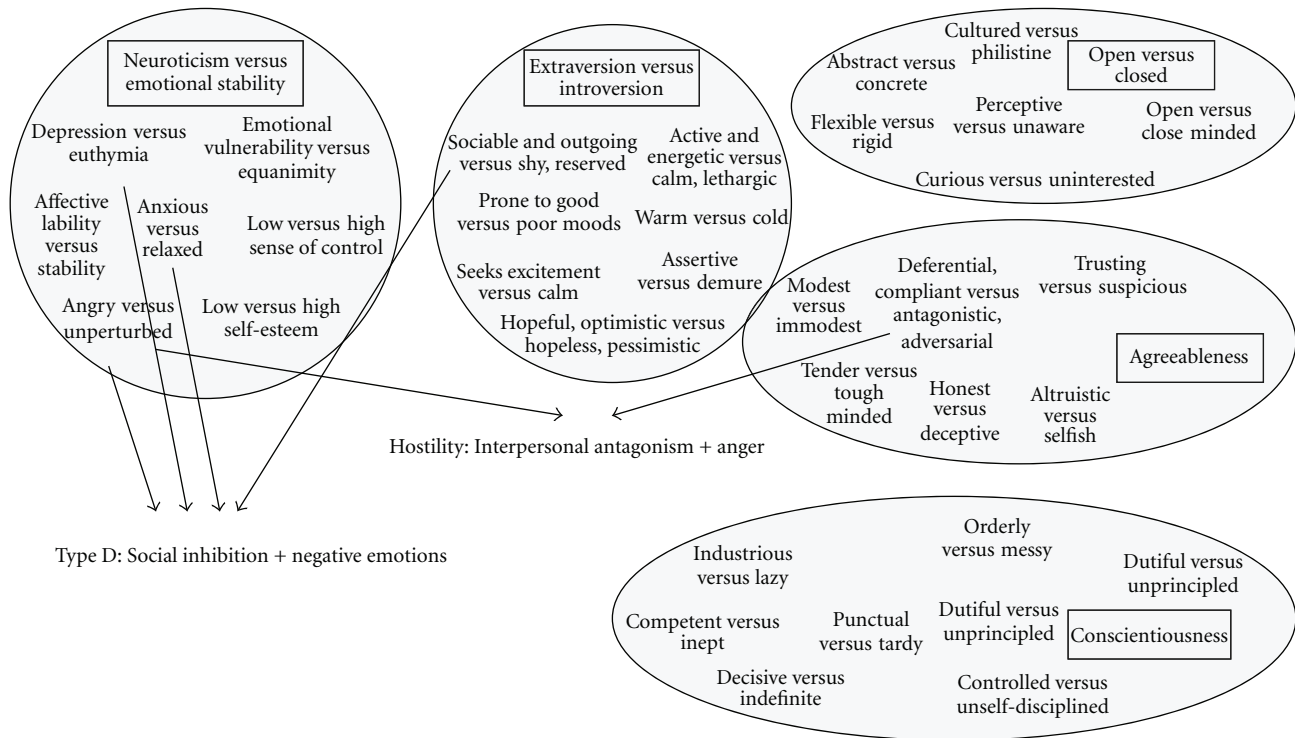 Neuroticism versus
emotional stability
Depression versus
euthymia
Emotional
vulnerability versus
equanimity
Affective
lability
versus
stability
Anxious
versus
relaxed
Low versus high
sense of control
Angry versus
unperturbed
Low versus high
self-esteem
Extraversion versus
introversion
Sociable and outgoing
versus shy, reserved
Active and
energetic versus
calm, lethargic
Prone to good
versus poor moods
Warm versus cold
Seeks excitement
versus calm
Assertive
versus demure
Hopeful, optimistic versus
hopeless, pessimistic
Cultured versus
philistine
Open versus
closed
Abstract versus
concrete
Perceptive
versus unaware
Open versus
close minded
Flexible versus
rigid
Curious versus uninterested
Modest
versus
immodest
Deferential,
compliant versus
antagonistic,
adversarial
Trusting
versus suspicious
Agreeableness
Tender versus
tough
minded
Honest
versus
deceptive
Altruistic
versus
selfish
Hostility: Interpersonal antagonism + anger
Type D: Social inhibition + negative emotions
Industrious
versus lazy
Orderly
versus messy
Dutiful versus
unprincipled
Competent versus
inept
Punctual
versus tardy
Dutiful versus
unprincipled
Conscientiousness
Decisive versus
indefinite
Controlled versus
unself-disciplined